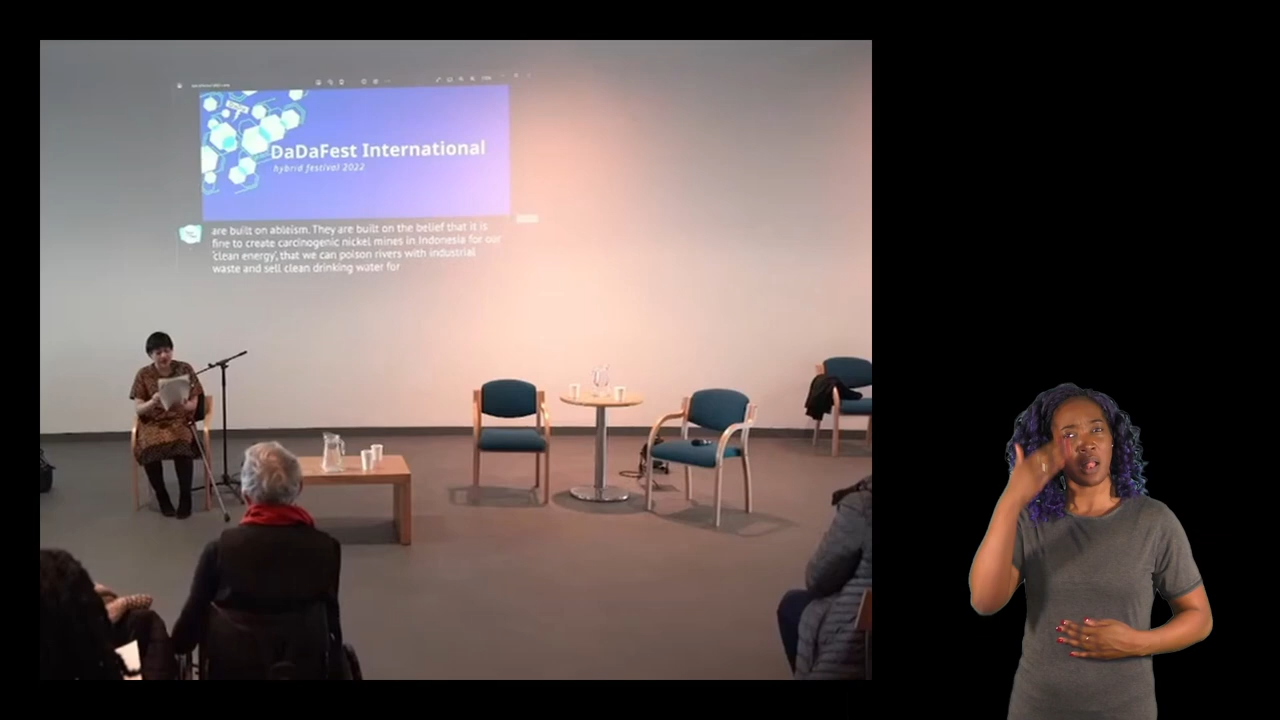 DaDaFest International
hybrid festival 2022
are built on ableism. They are built on the belief that it is
fine to create carcinogenic nickel mines in Indonesia for our
'clean energy', that we can poison rivers with industrial
waste and sell clean drinking water for